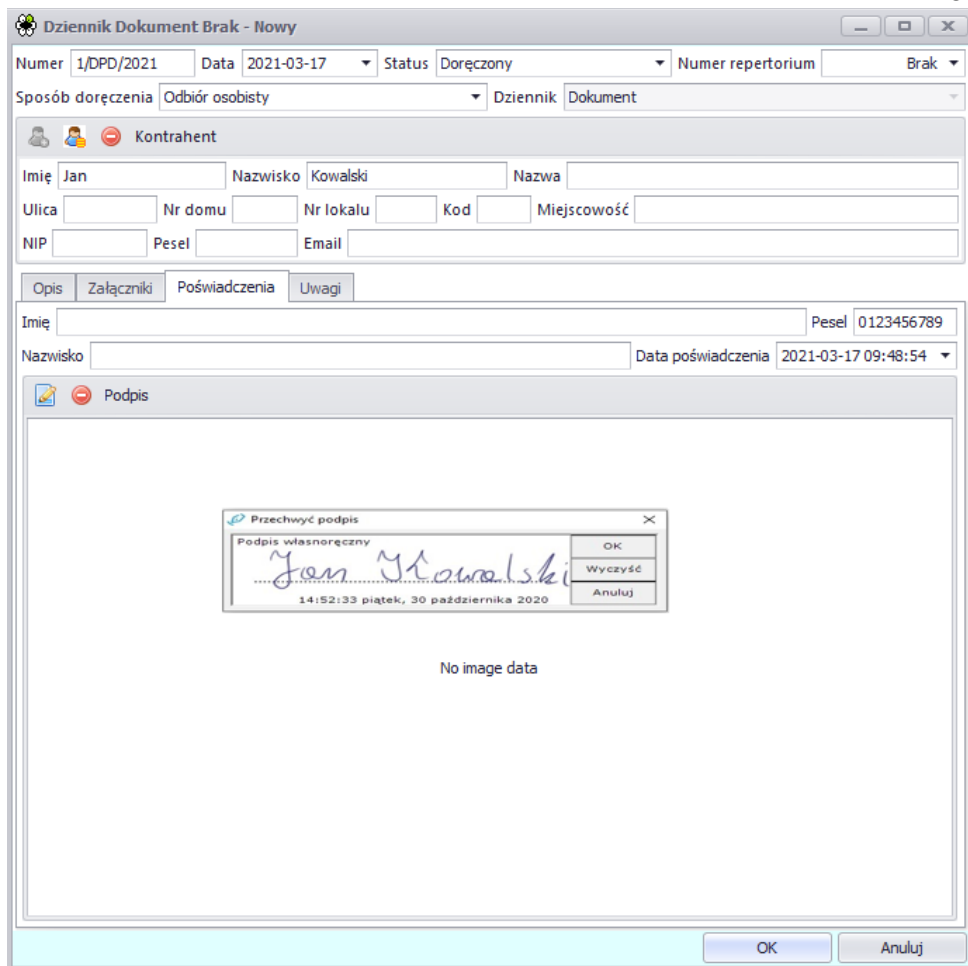 Dziennik Dokument Brak - Nowy
Numer 1/DPD/2021 Data 2021-03-17 Status Doręczony Numer repertorium Brak
Sposób doręczenia Odbiór osobisty Dziennik Dokument
Kontrahent
Imię Jan Nazwisko Kowalski Nazwa
Ulica Nr domu Nr lokalu Kod Miejscowość
NIP Pesel Email
Opis Załączniki Poświadczenia Uwagi
Imię Pesel 0123456789
Nazwisko Data poświadczenia 2021-03-17 09:48:54
Podpis
Przechwyć podpis
Podpis własnoręczny OK
Jan Kowalski Wyczyść
14:52:33 piątek, 30 października 2020 Anuluj
No image data
OK Anuluj